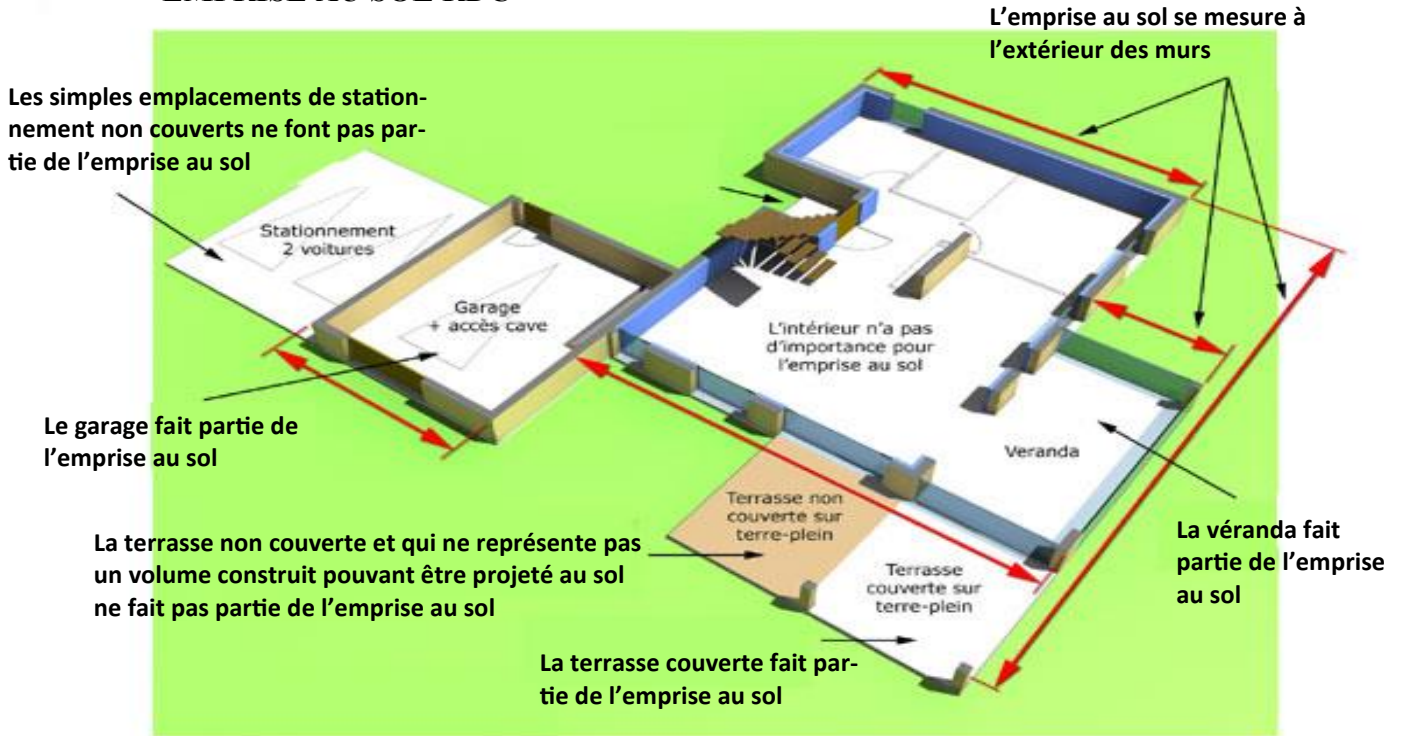 EMPRISE AU SOL RDC
L'emprise au sol se mesure à
l'extérieur des murs
Les simples emplacements de station-
nement non couverts ne font pas par-
tie de l'emprise au sol
Stationnement
2 voitures
Garage
+ accès cave
L'intérieur n'a pas
d'importance pour
l'emprise au sol
Le garage fait partie de
l'emprise au sol
Veranda
Terrasse non
couverte sur
terre-plein
La véranda fait
partie de l'emprise
au sol
La terrasse non couverte et qui ne représente pas
un volume construit pouvant être projeté au sol
ne fait pas partie de l'emprise au sol
Terrasse
couverte sur
terre-plein
La terrasse couverte fait par-
tie de l'emprise au sol